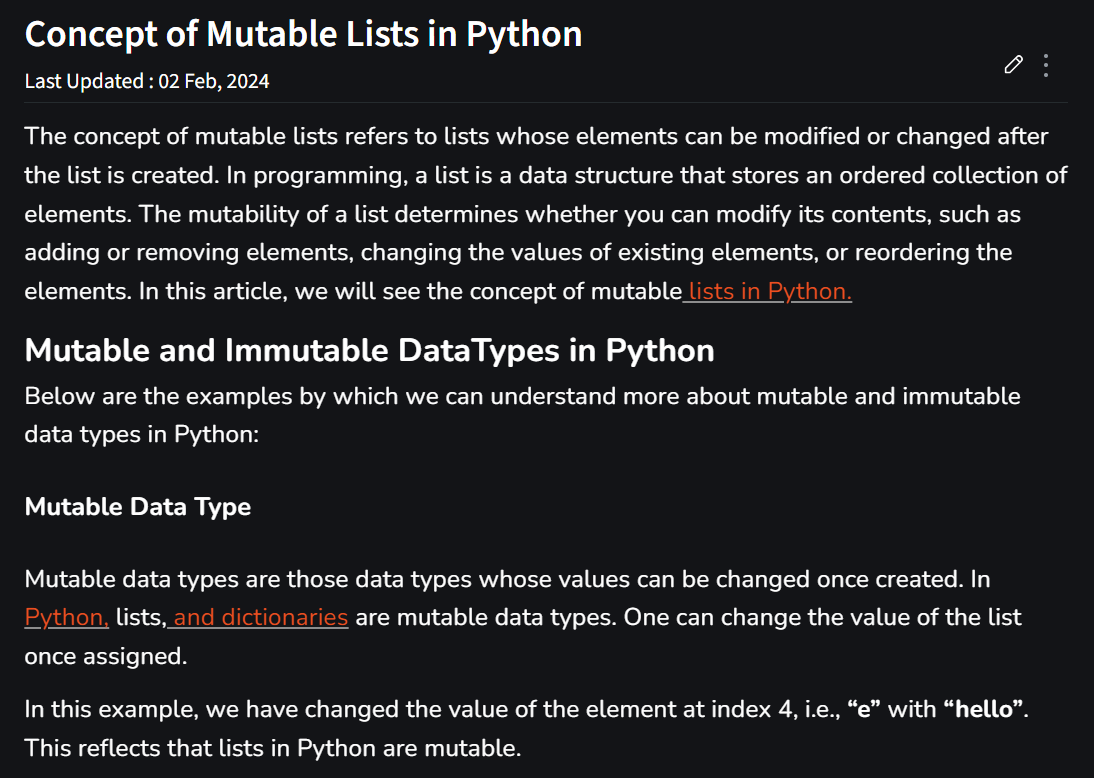 Concept of Mutable Lists in Python
Last Updated : 02 Feb, 2024
The concept of mutable lists refers to lists whose elements can be modified or changed after
the list is created. In programming, a list is a data structure that stores an ordered collection of
elements. The mutability of a list determines whether you can modify its contents, such as
adding or removing elements, changing the values of existing elements, or reordering the
elements. In this article, we will see the concept of mutable lists in Python.
Mutable and Immutable DataTypes in Python
Below are the examples by which we can understand more about mutable and immutable
data types in Python:
Mutable Data Type
Mutable data types are those data types whose values can be changed once created. In
Python, lists, and dictionaries are mutable data types. One can change the value of the list
once assigned.
In this example, we have changed the value of the element at index 4, i.e., “e” with “hello”.
This reflects that lists in Python are mutable.